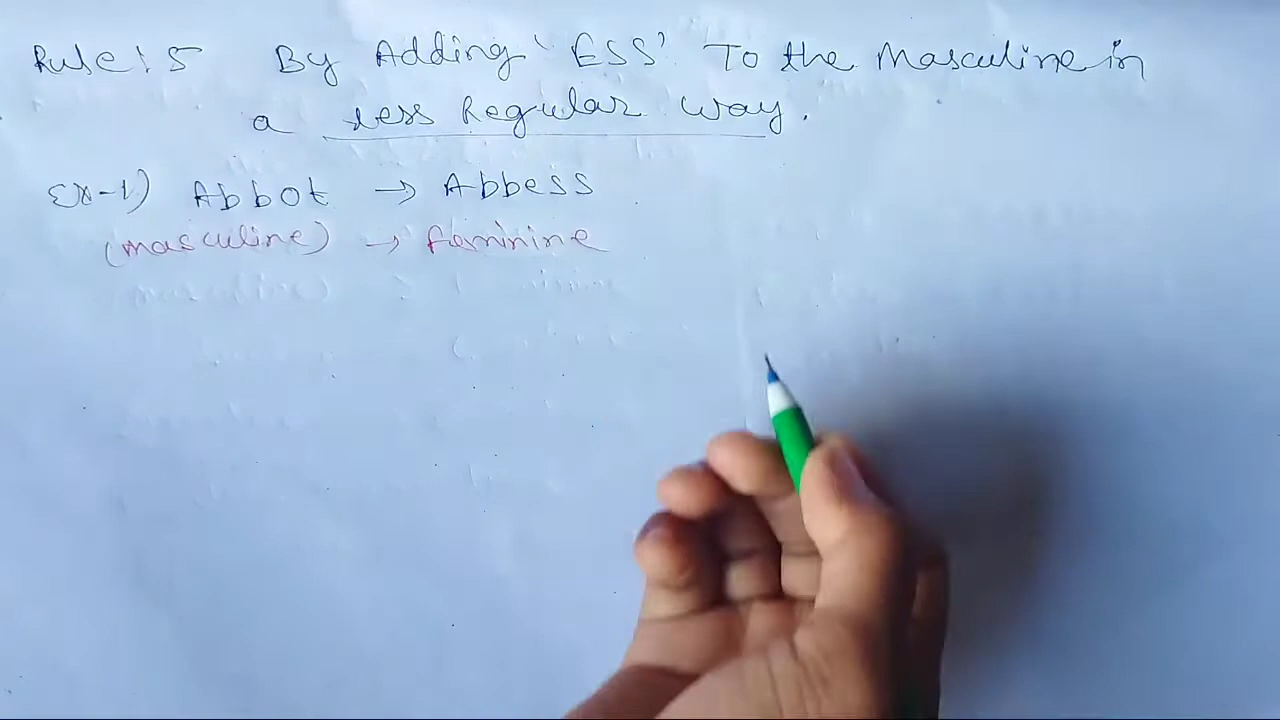 Rule: 5 By Adding 'ESS' To the Masculine in
a less Regular way.
Ex-1) Abbot → Abbess
(masculine) → feminine